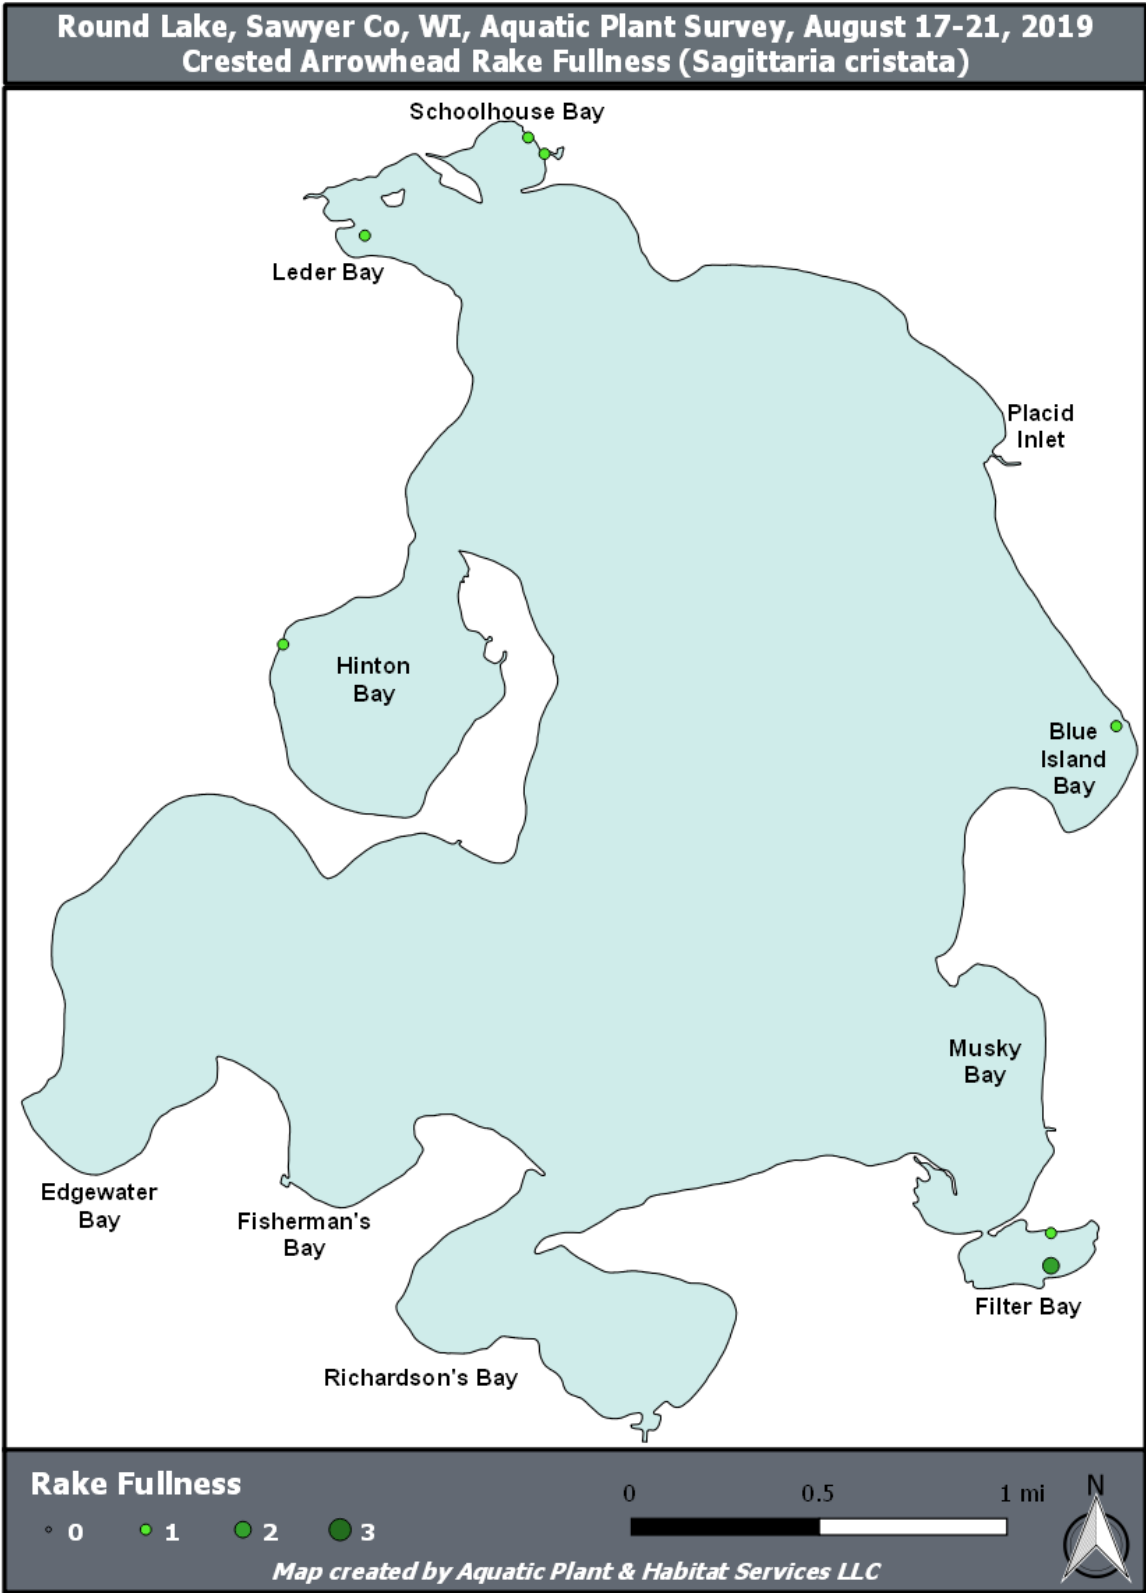 Round Lake, Sawyer Co, WI, Aquatic Plant Survey, August 17-21, 2019
Crested Arrowhead Rake Fullness (Sagittaria cristata)
Schoolhouse Bay
Leder Bay
Placid
Inlet
Hinton
Bay
Blue
Island
Bay
Musky
Bay
Edgewater
Bay
Fisherman's
Bay
Filter Bay
Richardson's Bay
Rake Fullness
0 1 2 3
0 0.5 1 mi
N
Map created by Aquatic Plant & Habitat Services LLC